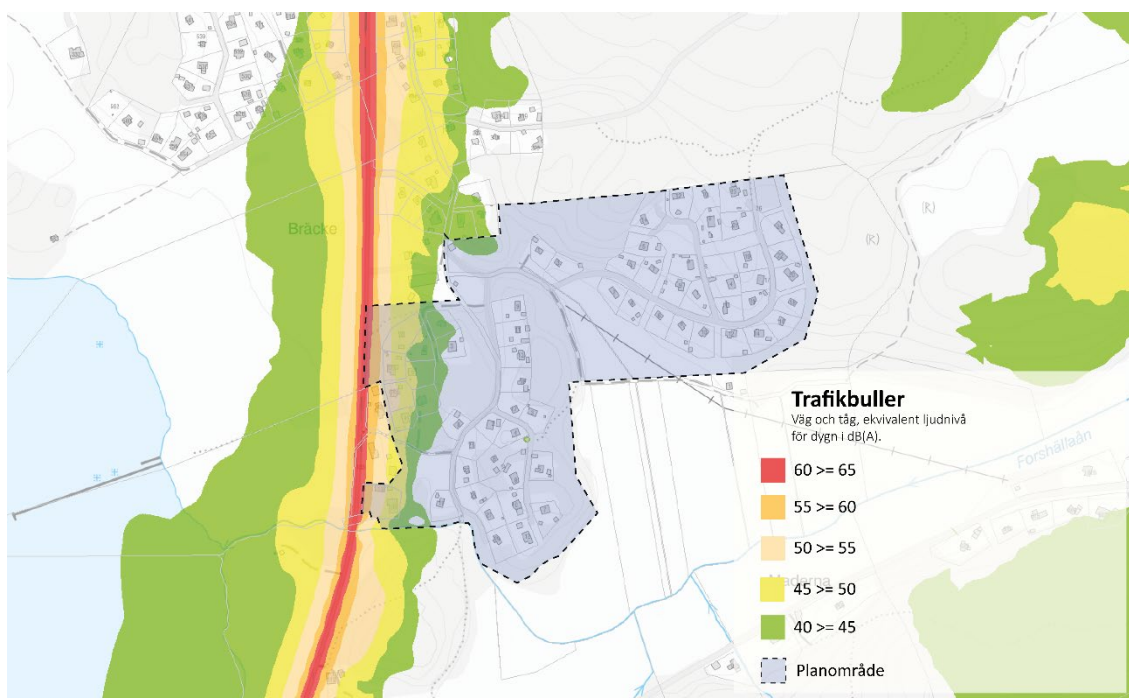 Bräcke
(R)
(R)
Trafikbuller
Väg och tåg, ekvivalent ljudnivå
för dygn i dB(A).
60 >= 65
55 >= 60
50 >= 55
45 >= 50
40 >= 45
Planområde
Forshällaån
Maderna